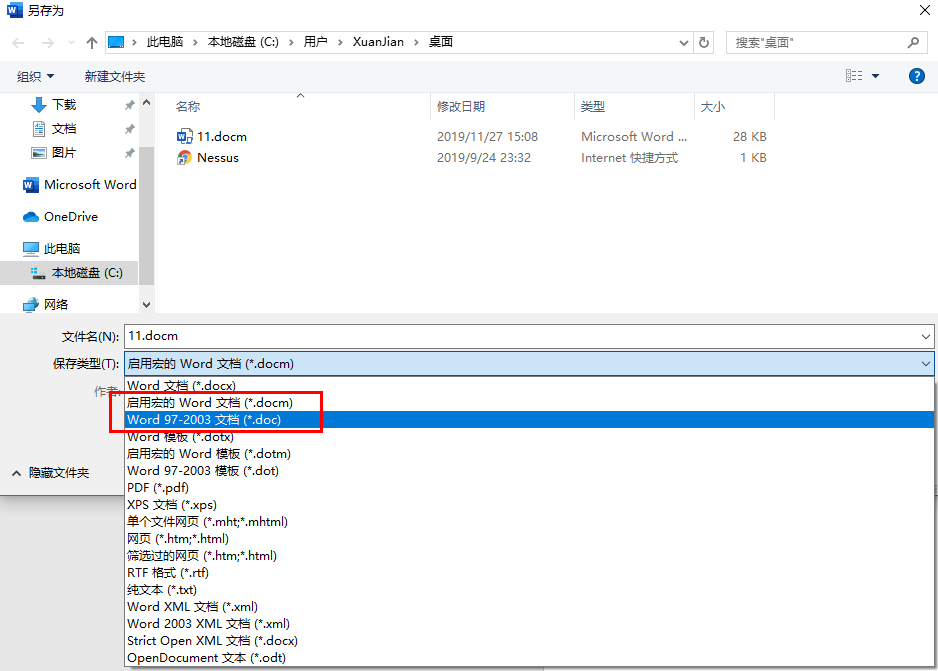 另存为
此电脑 › 本地磁盘 (C:) › 用户 › XuanJian › 桌面
搜索"桌面"
组织 新建文件夹
下载
文档
图片
Microsoft Word
OneDrive
此电脑
本地磁盘 (C:)
网络
名称 修改日期 类型 大小
11.docm 2019/11/27 15:08 Microsoft Word ... 28 KB
Nessus 2019/9/24 23:32 Internet 快捷方式 1 KB
文件名(N): 11.docm
保存类型(T): 启用宏的 Word 文档 (*.docm)
作者:
Word 文档 (*.docx)
启用宏的 Word 文档 (*.docm)
Word 97-2003 文档 (*.doc)
Word 模板 (*.dotx)
启用宏的 Word 模板 (*.dotm)
Word 97-2003 模板 (*.dot)
PDF (*.pdf)
XPS 文档 (*.xps)
单个文件网页 (*.mht;*.mhtml)
网页 (*.htm;*.html)
筛选过的网页 (*.htm;*.html)
RTF 格式 (*.rtf)
纯文本 (*.txt)
Word XML 文档 (*.xml)
Word 2003 XML 文档 (*.xml)
Strict Open XML 文档 (*.docx)
OpenDocument 文本 (*.odt)
隐藏文件夹